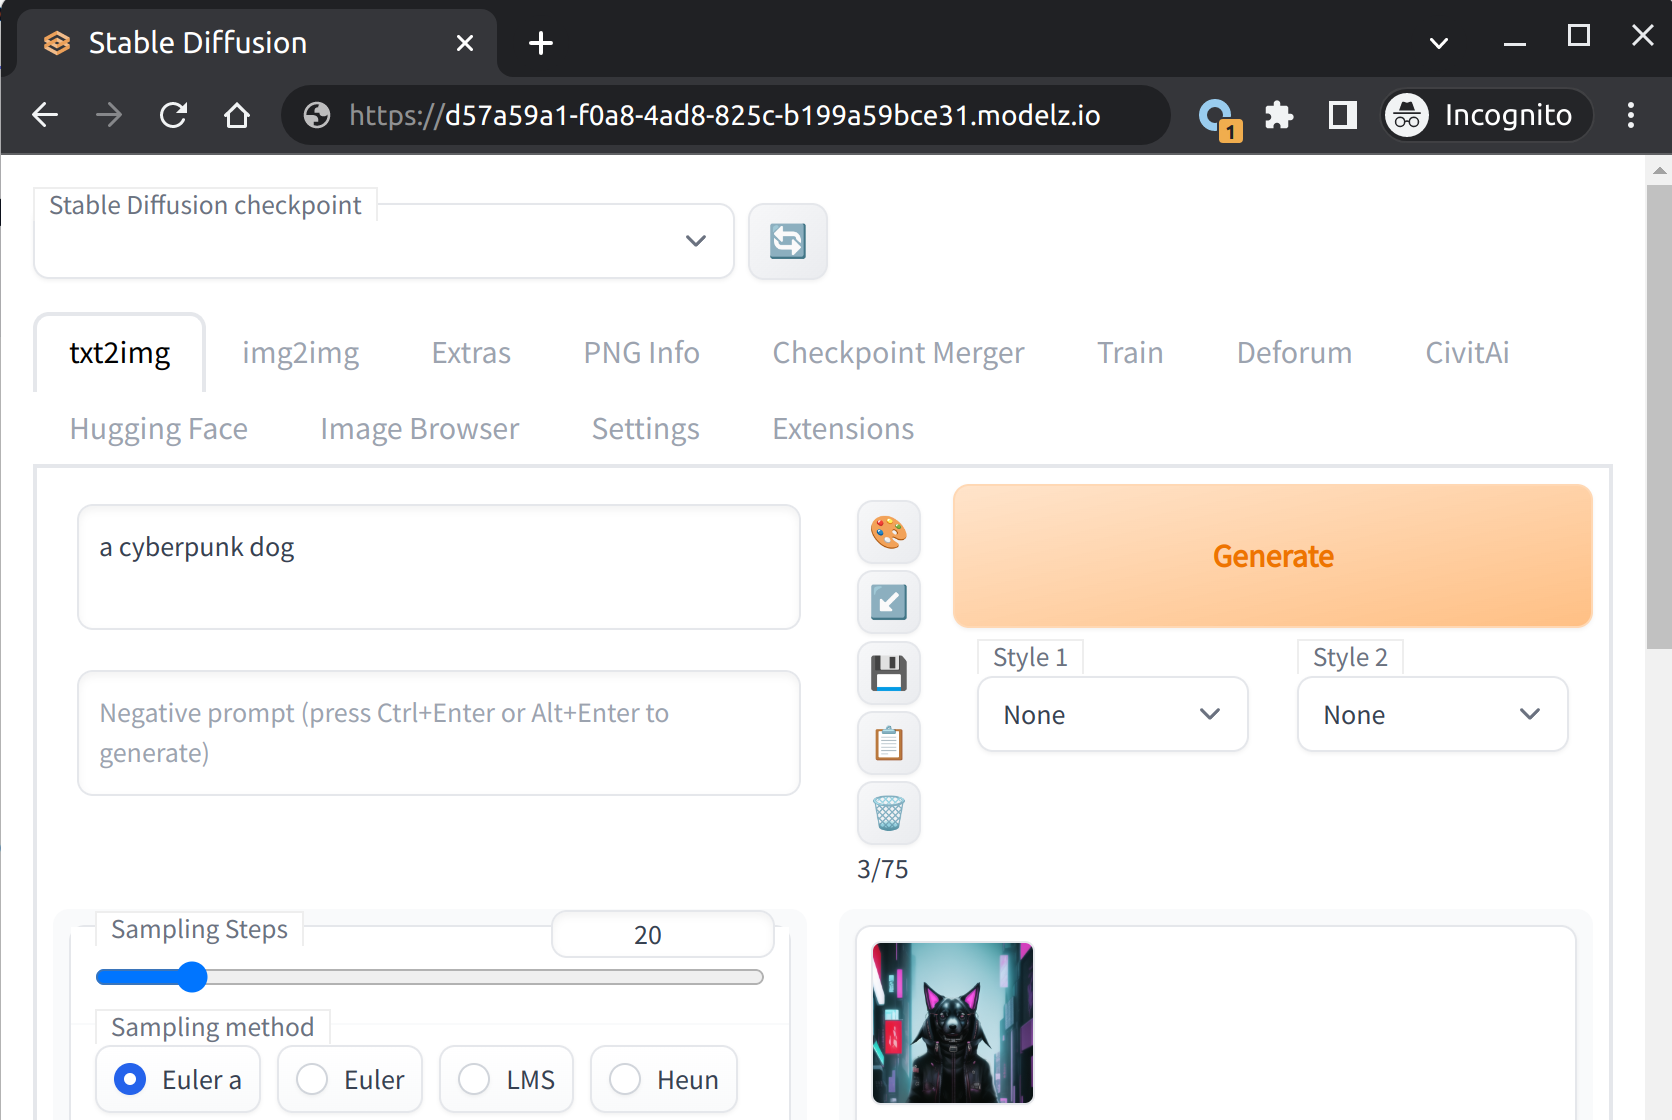 Stable Diffusion
https://d57a59a1-f0a8-4ad8-825c-b199a59bce31.modelz.io
1
Incognito
Stable Diffusion checkpoint
txt2img img2img Extras PNG Info Checkpoint Merger Train Deforum CivitAi
Hugging Face Image Browser Settings Extensions
a cyberpunk dog
Generate
Style 1 Style 2
None None
Negative prompt (press Ctrl+Enter or Alt+Enter to
generate)
3/75
Sampling Steps 20
Sampling method
Euler a Euler LMS Heun